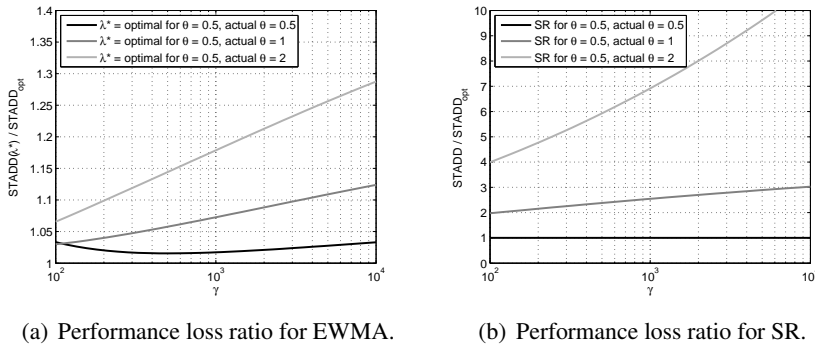 1.4
1.35
1.3
1.25
1.2
1.15
1.1
1.05
1
STADD(λ*) / STADD_opt
λ* = optimal for θ = 0.5, actual θ = 0.5
λ* = optimal for θ = 0.5, actual θ = 1
λ* = optimal for θ = 0.5, actual θ = 2
10^2
10^3
10^4
γ
(a) Performance loss ratio for EWMA.
10
9
8
7
6
5
4
3
2
1
0
STADD / STADD_opt
SR for θ = 0.5, actual θ = 0.5
SR for θ = 0.5, actual θ = 1
SR for θ = 0.5, actual θ = 2
10^2
10^3
10
γ
(b) Performance loss ratio for SR.